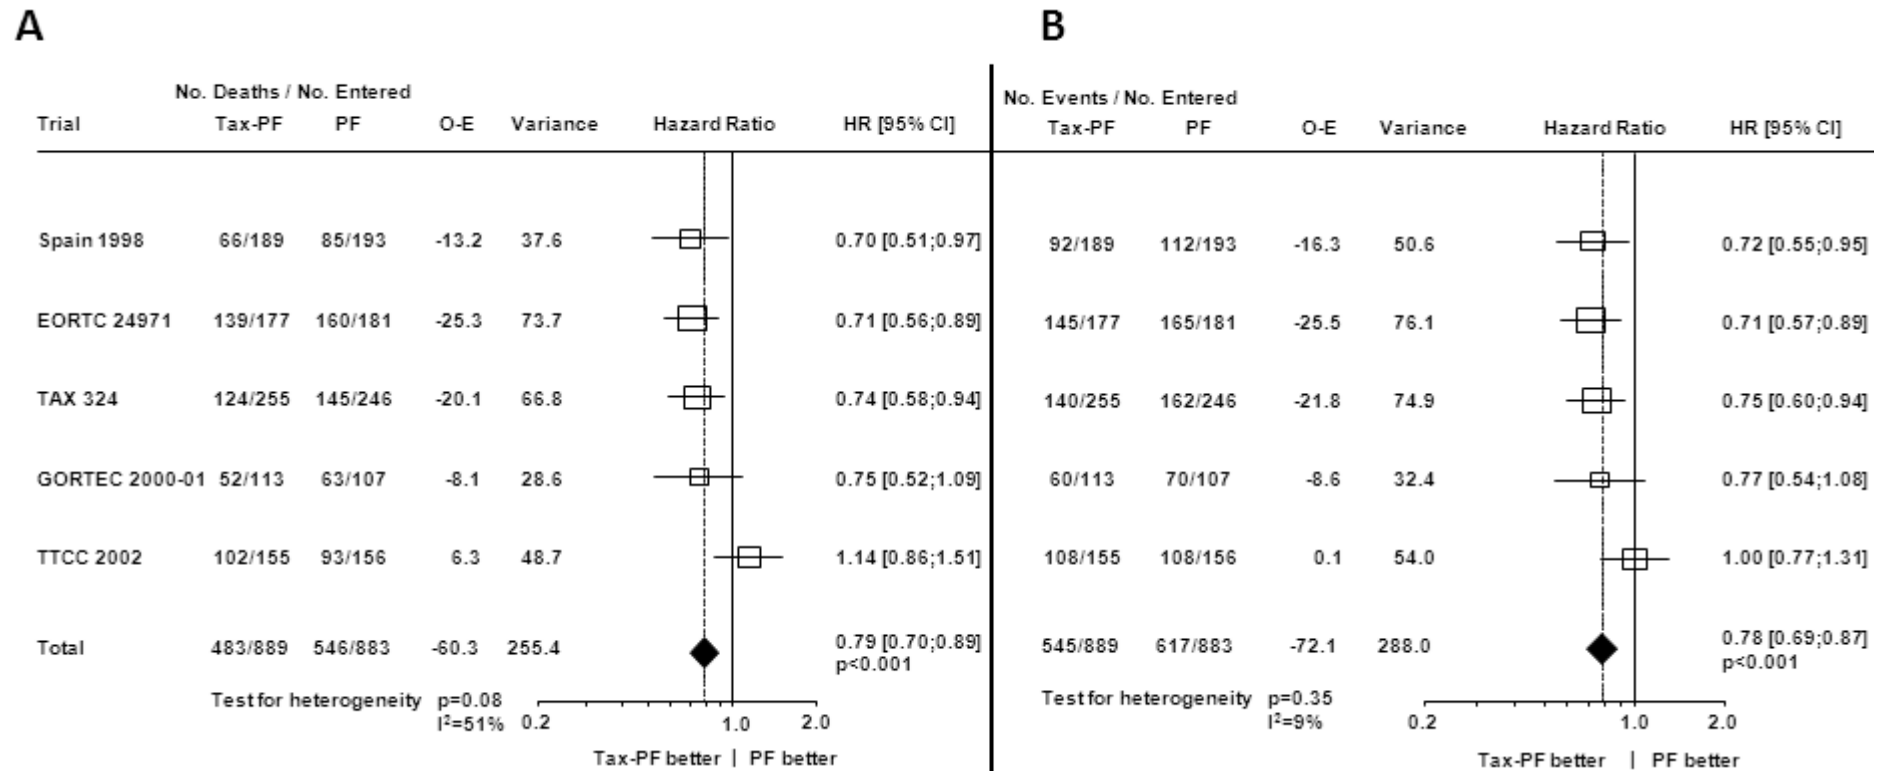 A
No. Deaths / No. Entered
Trial Tax-PF PF O-E Variance Hazard Ratio HR [95% CI]
Spain 1998 66/189 85/193 -13.2 37.6 0.70 [0.51;0.97]
EORTC 24971 139/177 160/181 -25.3 73.7 0.71 [0.56;0.89]
TAX 324 124/255 145/246 -20.1 66.8 0.74 [0.58;0.94]
GORTEC 2000-01 52/113 63/107 -8.1 28.6 0.75 [0.52;1.09]
TTCC 2002 102/155 93/156 6.3 48.7 1.14 [0.86;1.51]
Total 483/889 546/883 -60.3 255.4 0.79 [0.70;0.89]
p<0.001
Test for heterogeneity p=0.08
I²=51% 0.2 1.0 2.0
Tax-PF better | PF better
B
No. Events / No. Entered
Tax-PF PF O-E Variance Hazard Ratio HR [95% CI]
92/189 112/193 -16.3 50.6 0.72 [0.55;0.95]
145/177 165/181 -25.5 76.1 0.71 [0.57;0.89]
140/255 162/246 -21.8 74.9 0.75 [0.60;0.94]
60/113 70/107 -8.6 32.4 0.77 [0.54;1.08]
108/155 108/156 0.1 54.0 1.00 [0.77;1.31]
545/889 617/883 -72.1 288.0 0.78 [0.69;0.87]
p<0.001
Test for heterogeneity p=0.35
I²=9% 0.2 1.0 2.0
Tax-PF better | PF better